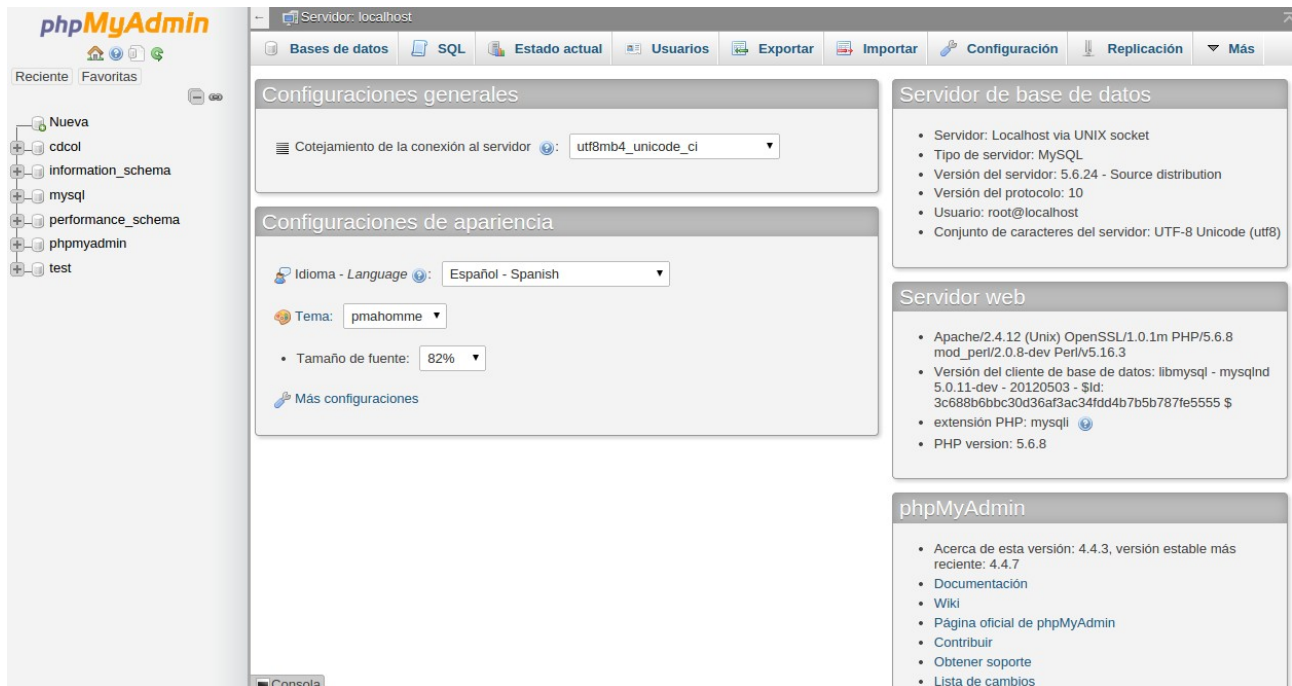 phpMyAdmin
Reciente Favoritas
Nueva
cdcol
information_schema
mysql
performance_schema
phpmyadmin
test
Servidor: localhost
Bases de datos SQL Estado actual Usuarios Exportar Importar Configuración Replicación Más
Configuraciones generales
Cotejamiento de la conexión al servidor : utf8mb4_unicode_ci
Configuraciones de apariencia
Idioma - Language : Español - Spanish
Tema: pmahomme
• Tamaño de fuente: 82%
Más configuraciones
Servidor de base de datos
• Servidor: Localhost via UNIX socket
• Tipo de servidor: MySQL
• Versión del servidor: 5.6.24 - Source distribution
• Versión del protocolo: 10
• Usuario: root@localhost
• Conjunto de caracteres del servidor: UTF-8 Unicode (utf8)
Servidor web
• Apache/2.4.12 (Unix) OpenSSL/1.0.1m PHP/5.6.8
mod_perl/2.0.8-dev Perl/v5.16.3
• Versión del cliente de base de datos: libmysql - mysqlnd
5.0.11-dev - 20120503 - $Id:
3c688b6bbc30d36af3ac34fdd4b7b5b787fe5555 $
• extensión PHP: mysqli
• PHP version: 5.6.8
phpMyAdmin
• Acerca de esta versión: 4.4.3, versión estable más
reciente: 4.4.7
• Documentación
• Wiki
• Página oficial de phpMyAdmin
• Contribuir
• Obtener soporte
• Lista de cambios
Consola